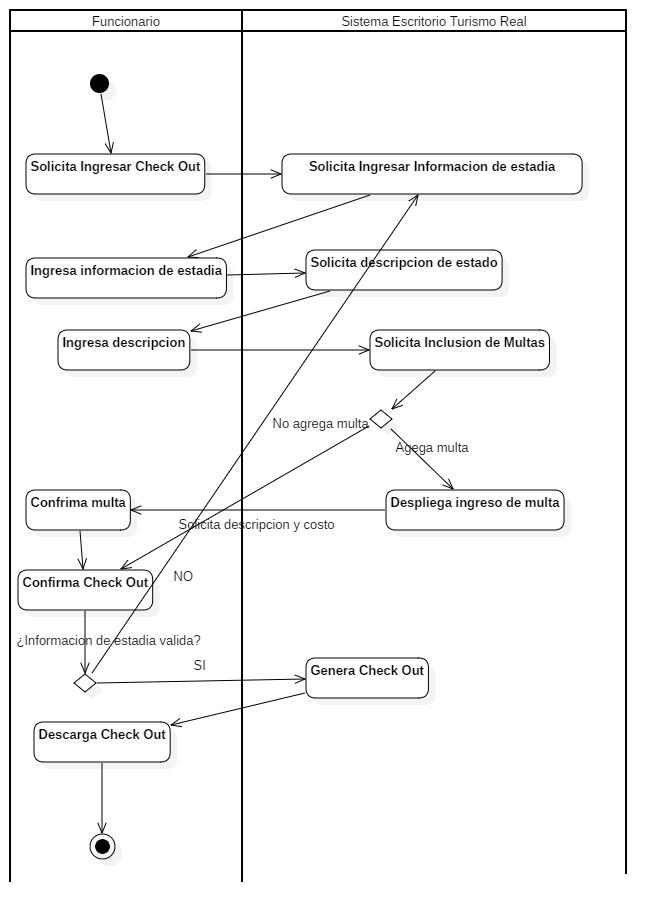 Funcionario
Sistema Escritorio Turismo Real
Solicita Ingresar Check Out
Solicita Ingresar Informacion de estadia
Ingresa informacion de estadia
Solicita descripcion de estado
Ingresa descripcion
Solicita Inclusion de Multas
No agrega multa
Agega multa
Confrima multa
Despliega ingreso de multa
Solicita descripcion y costo
NO
Confirma Check Out
¿Informacion de estadia valida?
SI
Genera Check Out
Descarga Check Out